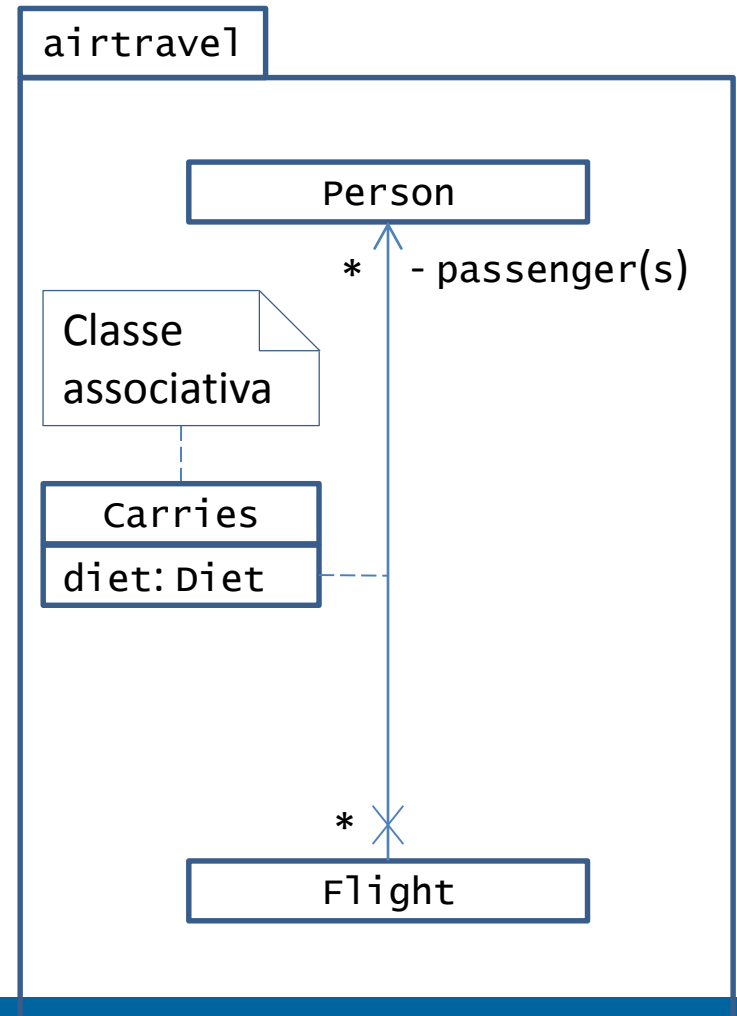 airtravel
Person
* - passenger(s)
Classe
associativa
Carries
diet: Diet
*
Flight